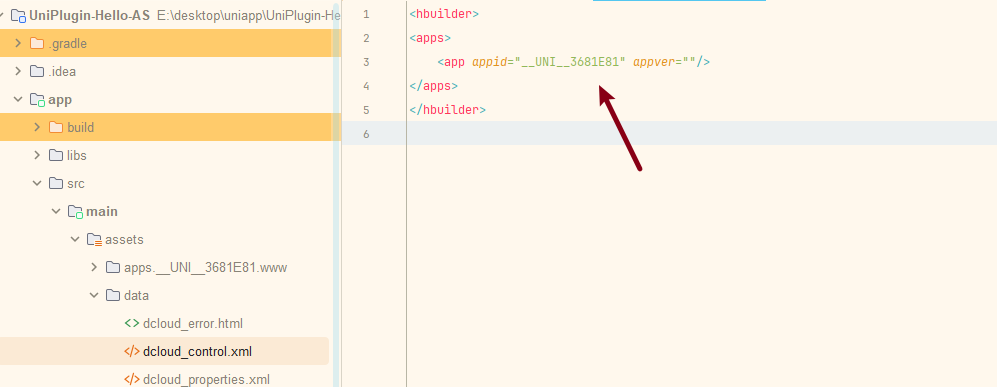 UniPlugin-Hello-AS E:\desktop\uniapp\UniPlugin-He
.gradle
.idea
app
build
libs
src
main
assets
apps.__UNI__3681E81.www
data
dcloud_error.html
dcloud_control.xml
dcloud_properties.xml
1 <hbuilder>
2 <apps>
3 <app appid="__UNI__3681E81" appver=""/>
4 </apps>
5 </hbuilder>
6